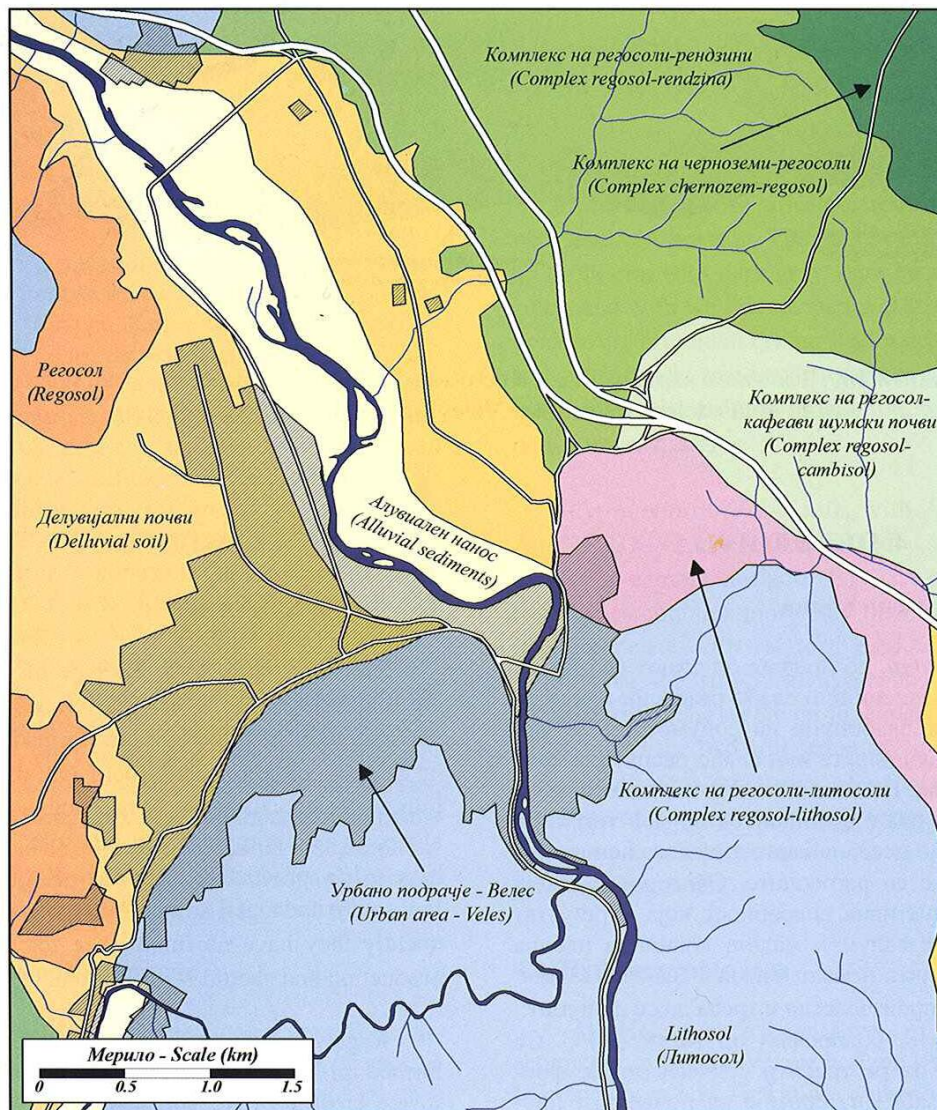 Комплекс на регосоли-рендзини
(Complex regosol-rendzina)
Комплекс на черноземи-регосоли
(Complex chernozem-regosol)
Регосол
(Regosol)
Комплекс на регосол-
кафеави шумски почви
(Complex regosol-
cambisol)
Делувијални почви
(Delluvial soil)
Алувиален нанос
(Alluvial sediments)
Комплекс на регосоли-литосоли
(Complex regosol-lithosol)
Урбано подрачје - Велес
(Urban area - Veles)
Lithosol
(Литосол)
Мерило - Scale (km)
0 0.5 1.0 1.5